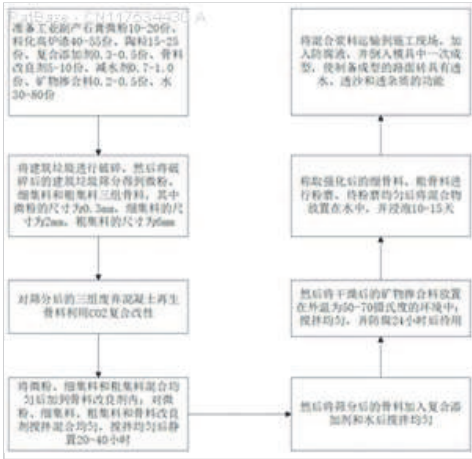 CN117534430 A
准备工业副产石膏微粉10-20份、
粒化高炉渣40-55份、陶粒15-25
份、复合添加剂0.3-0.5份、骨料
改良剂5-10份、减水剂0.7-1.0
份、矿物掺合料0.2-0.5份、水
30-80份
将建筑垃圾进行破碎，然后将破
碎后的建筑垃圾筛分得到微粉、
细集料和粗集料三组骨料，其中
微粉的尺寸为0.3mm，细集料的尺
寸为2mm，粗集料的尺寸为6mm
对筛分后的三组废弃混凝土再生
骨料利用CO2复合改性
将微粉、细集料和粗集料混合均
匀后加到骨料改良剂内；对微
粉、细集料、粗集料和骨料改良
剂搅拌混合均匀，搅拌均匀后静
置20-40小时
然后将筛分后的骨料加入复合添
加剂和水后搅拌均匀
然后将干燥后的矿物掺合料放置
在外温为50-70摄氏度的环境中；
搅拌均匀，并防腐24小时后待用
称取强化后的细骨料、粗骨料进
行粉磨，待粉磨均匀后将混合物
放置在水中，并浸泡10-15天
将混合浆料运输到施工现场，加
入防腐液，并倒入模具中一次成
型，使制备成型的路面砖具有透
水、透沙和透杂质的功能